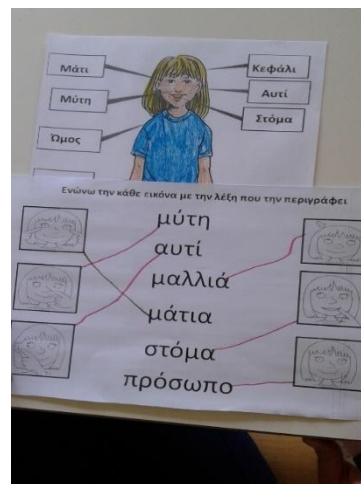 Μάτι
Μύτη
Ώμος
Κεφάλι
Αυτί
Στόμα
Ενώνω την κάθε εικόνα με την λέξη που την περιγράφει
μύτη
αυτί
μαλλιά
μάτια
στόμα
πρόσωπο